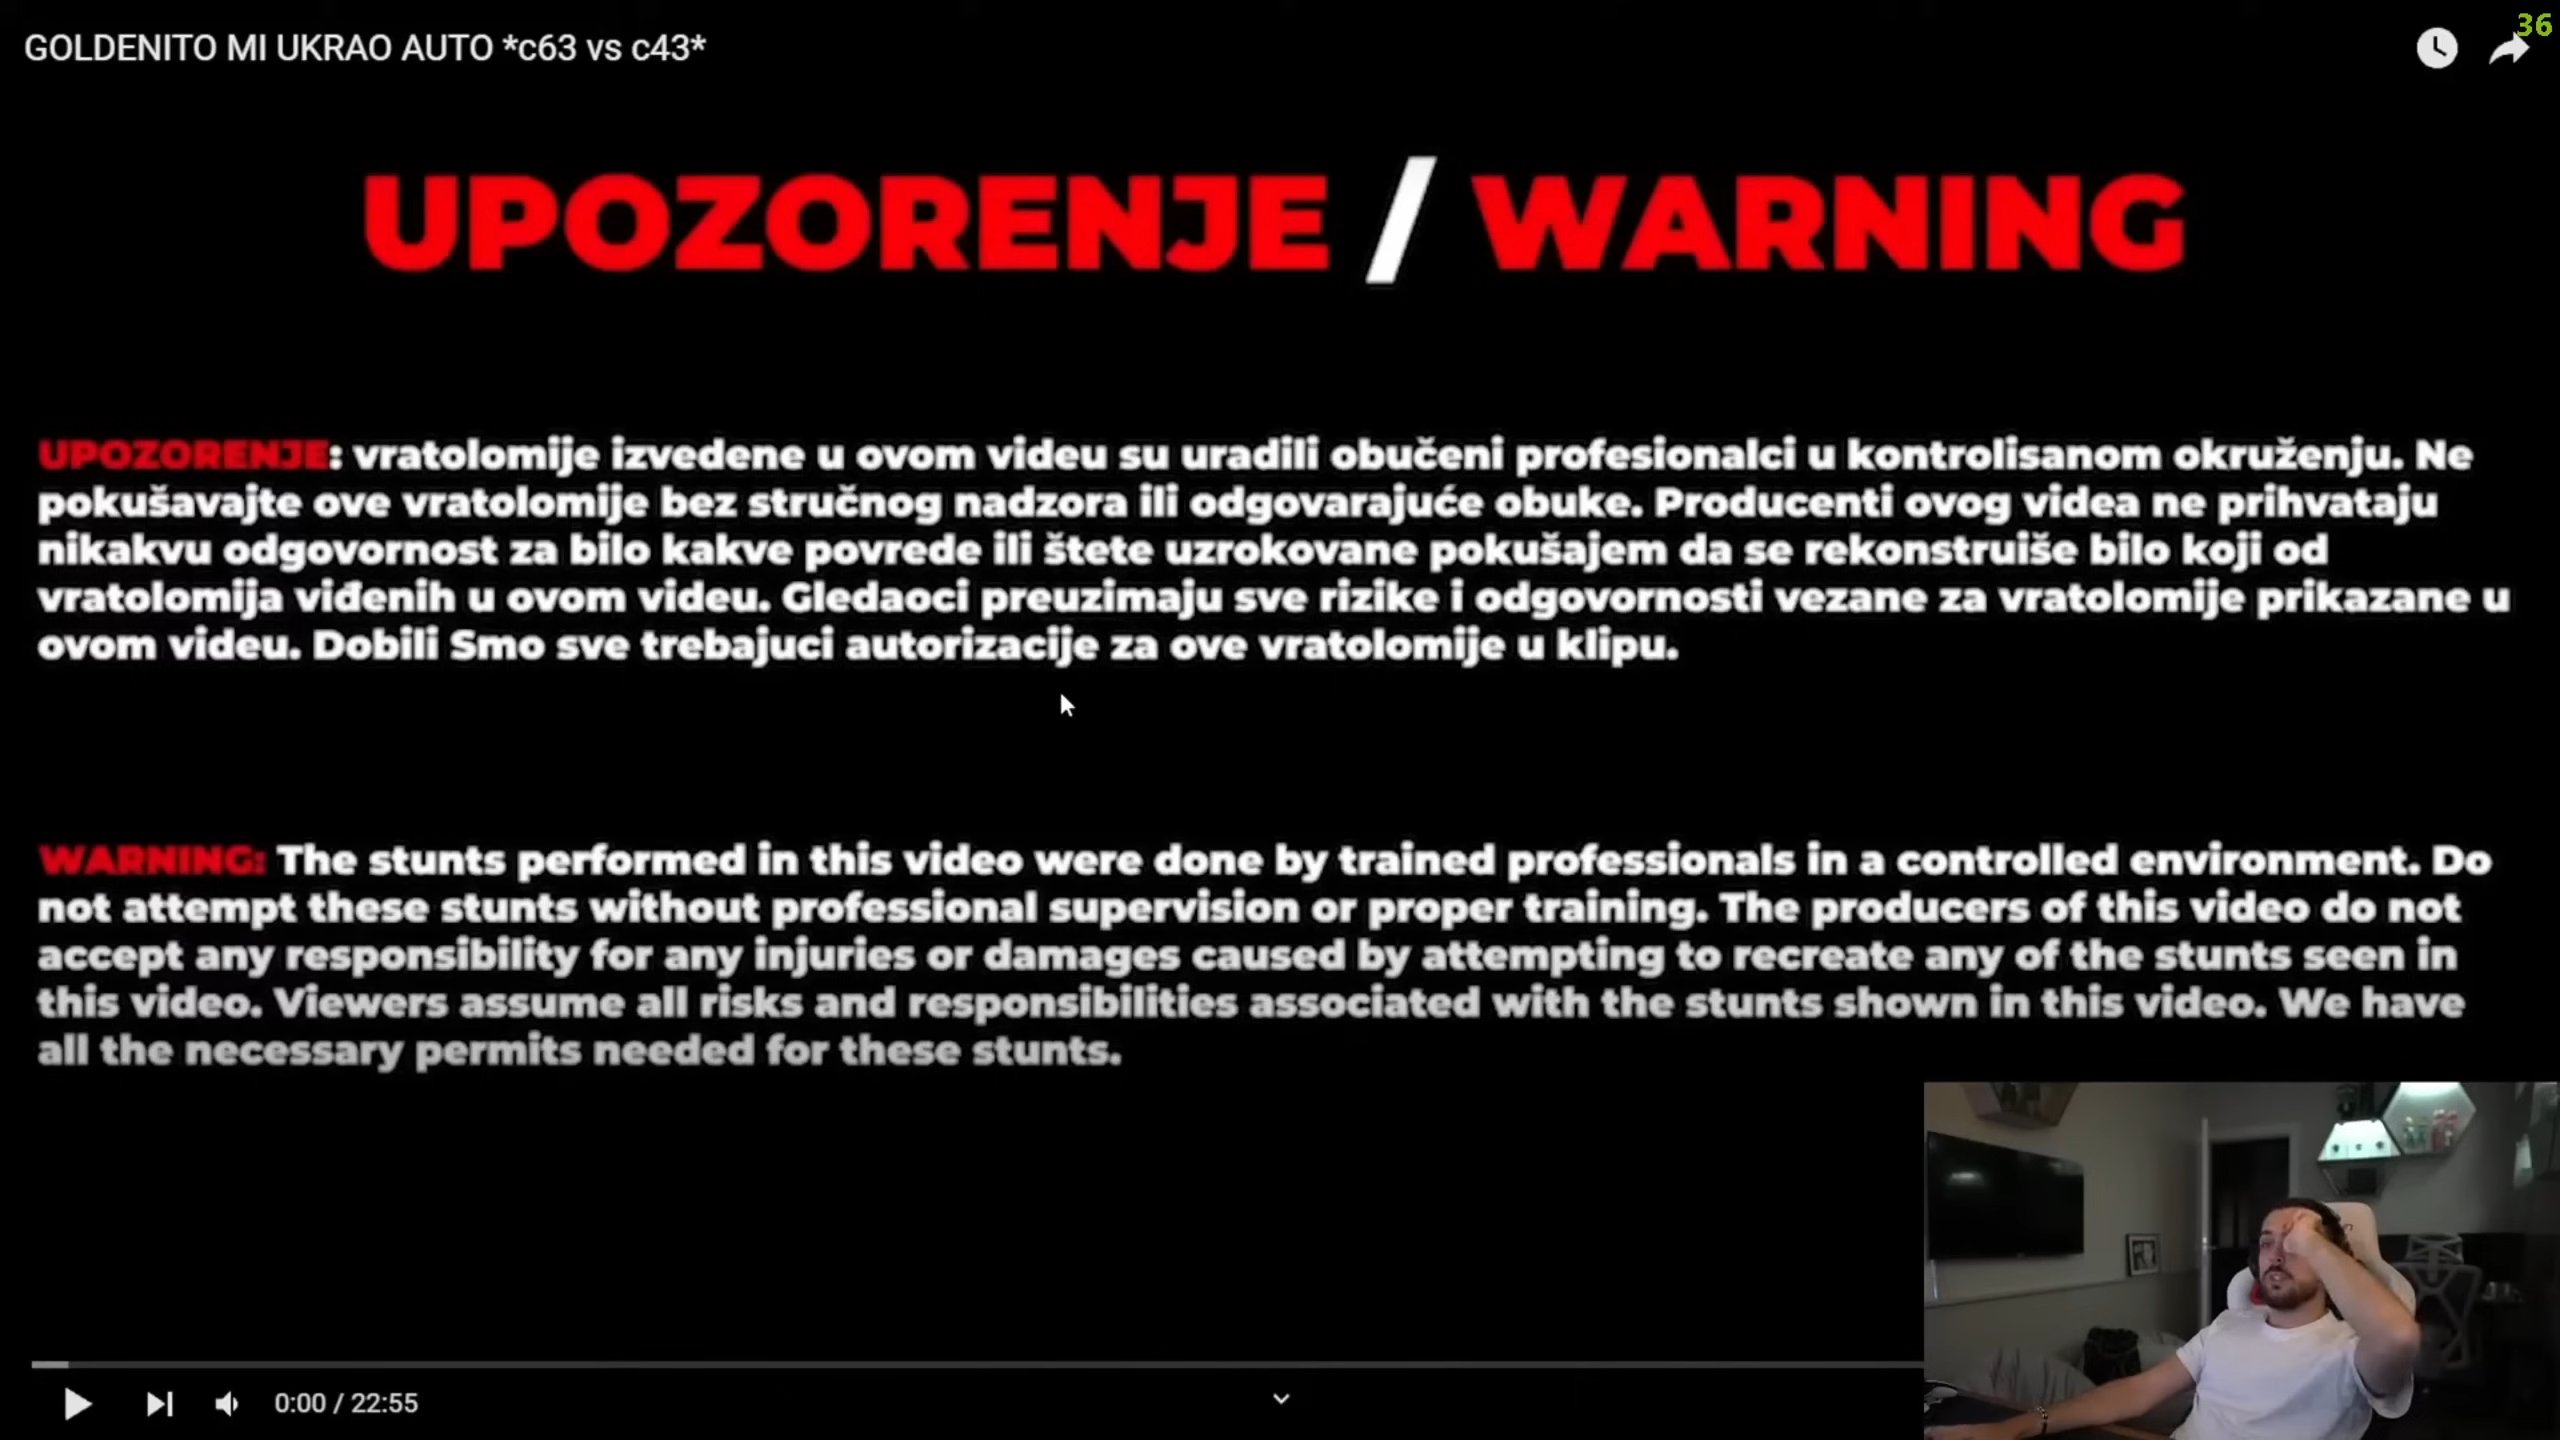 GOLDENITO MI UKRAO AUTO *c63 vs c43*
36
UPOZORENJE / WARNING
UPOZORENJE: vratolomije izvedene u ovom videu su uradili obučeni profesionalci u kontrolisanom okruženju. Ne
pokušavajte ove vratolomije bez stručnog nadzora ili odgovarajuće obuke. Producenti ovog videa ne prihvataju
nikakvu odgovornost za bilo kakve povrede ili štete uzrokovane pokušajem da se rekonstruiše bilo koji od
vratolomija viđenih u ovom videu. Gledaoci preuzimaju sve rizike i odgovornosti vezane za vratolomije prikazane u
ovom videu. Dobili Smo sve trebajuci autorizacije za ove vratolomije u klipu.
WARNING: The stunts performed in this video were done by trained professionals in a controlled environment. Do
not attempt these stunts without professional supervision or proper training. The producers of this video do not
accept any responsibility for any injuries or damages caused by attempting to recreate any of the stunts seen in
this video. Viewers assume all risks and responsibilities associated with the stunts shown in this video. We have
all the necessary permits needed for these stunts.
0:00 / 22:55